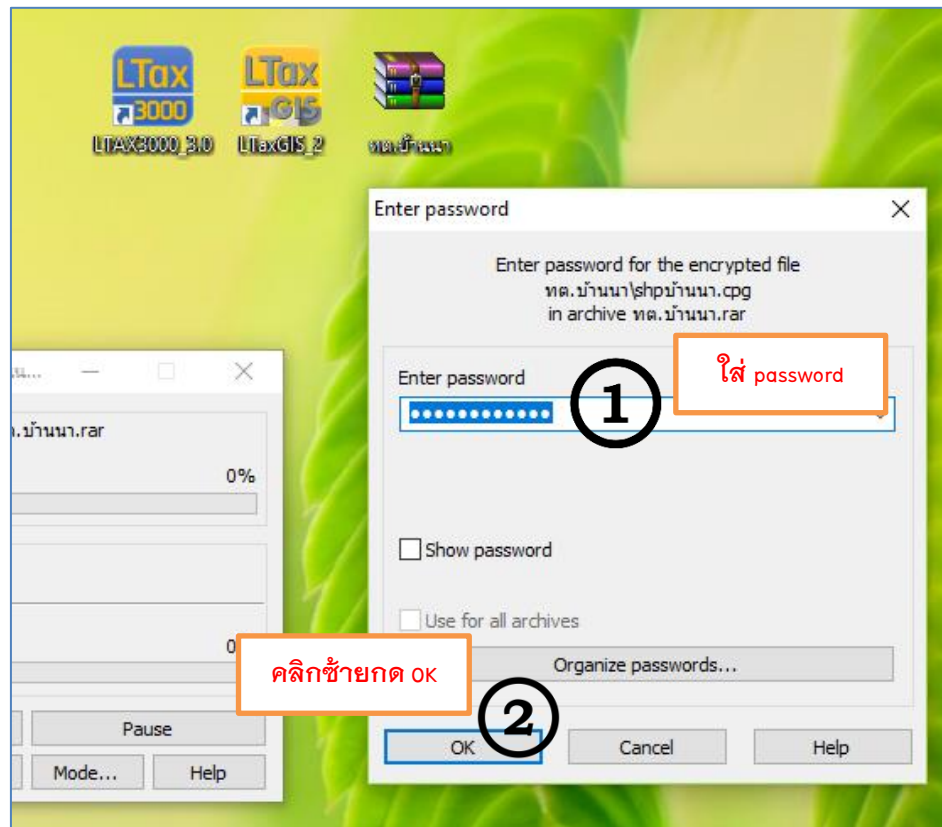 LTax
3000
LTAX3000_3.0
LTax
GIS
LTaxGIS_2
ทต.บ้านนา
Enter password
Enter password for the encrypted file
ทต.บ้านนา\shpบ้านนา.cpg
in archive ทต.บ้านนา.rar
Enter password
1
ใส่ password
Show password
Use for all archives
Organize passwords...
คลิกซ้ายกด OK
2
OK
Cancel
Help
.บ้านนา.rar
0%
0
Pause
Mode...
Help